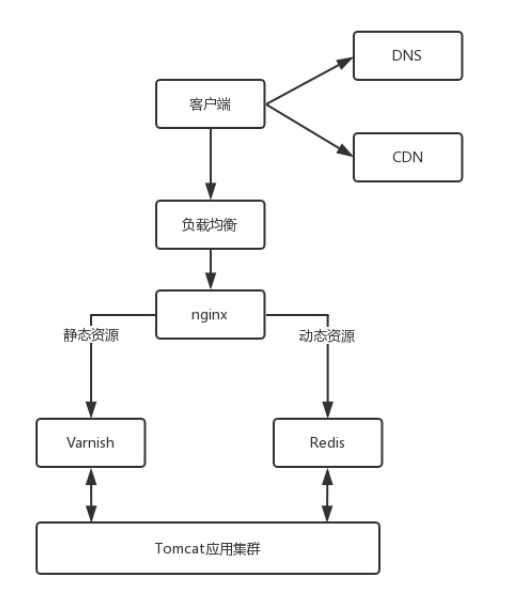 DNS
客户端
CDN
负载均衡
nginx
静态资源
动态资源
Varnish
Redis
Tomcat应用集群